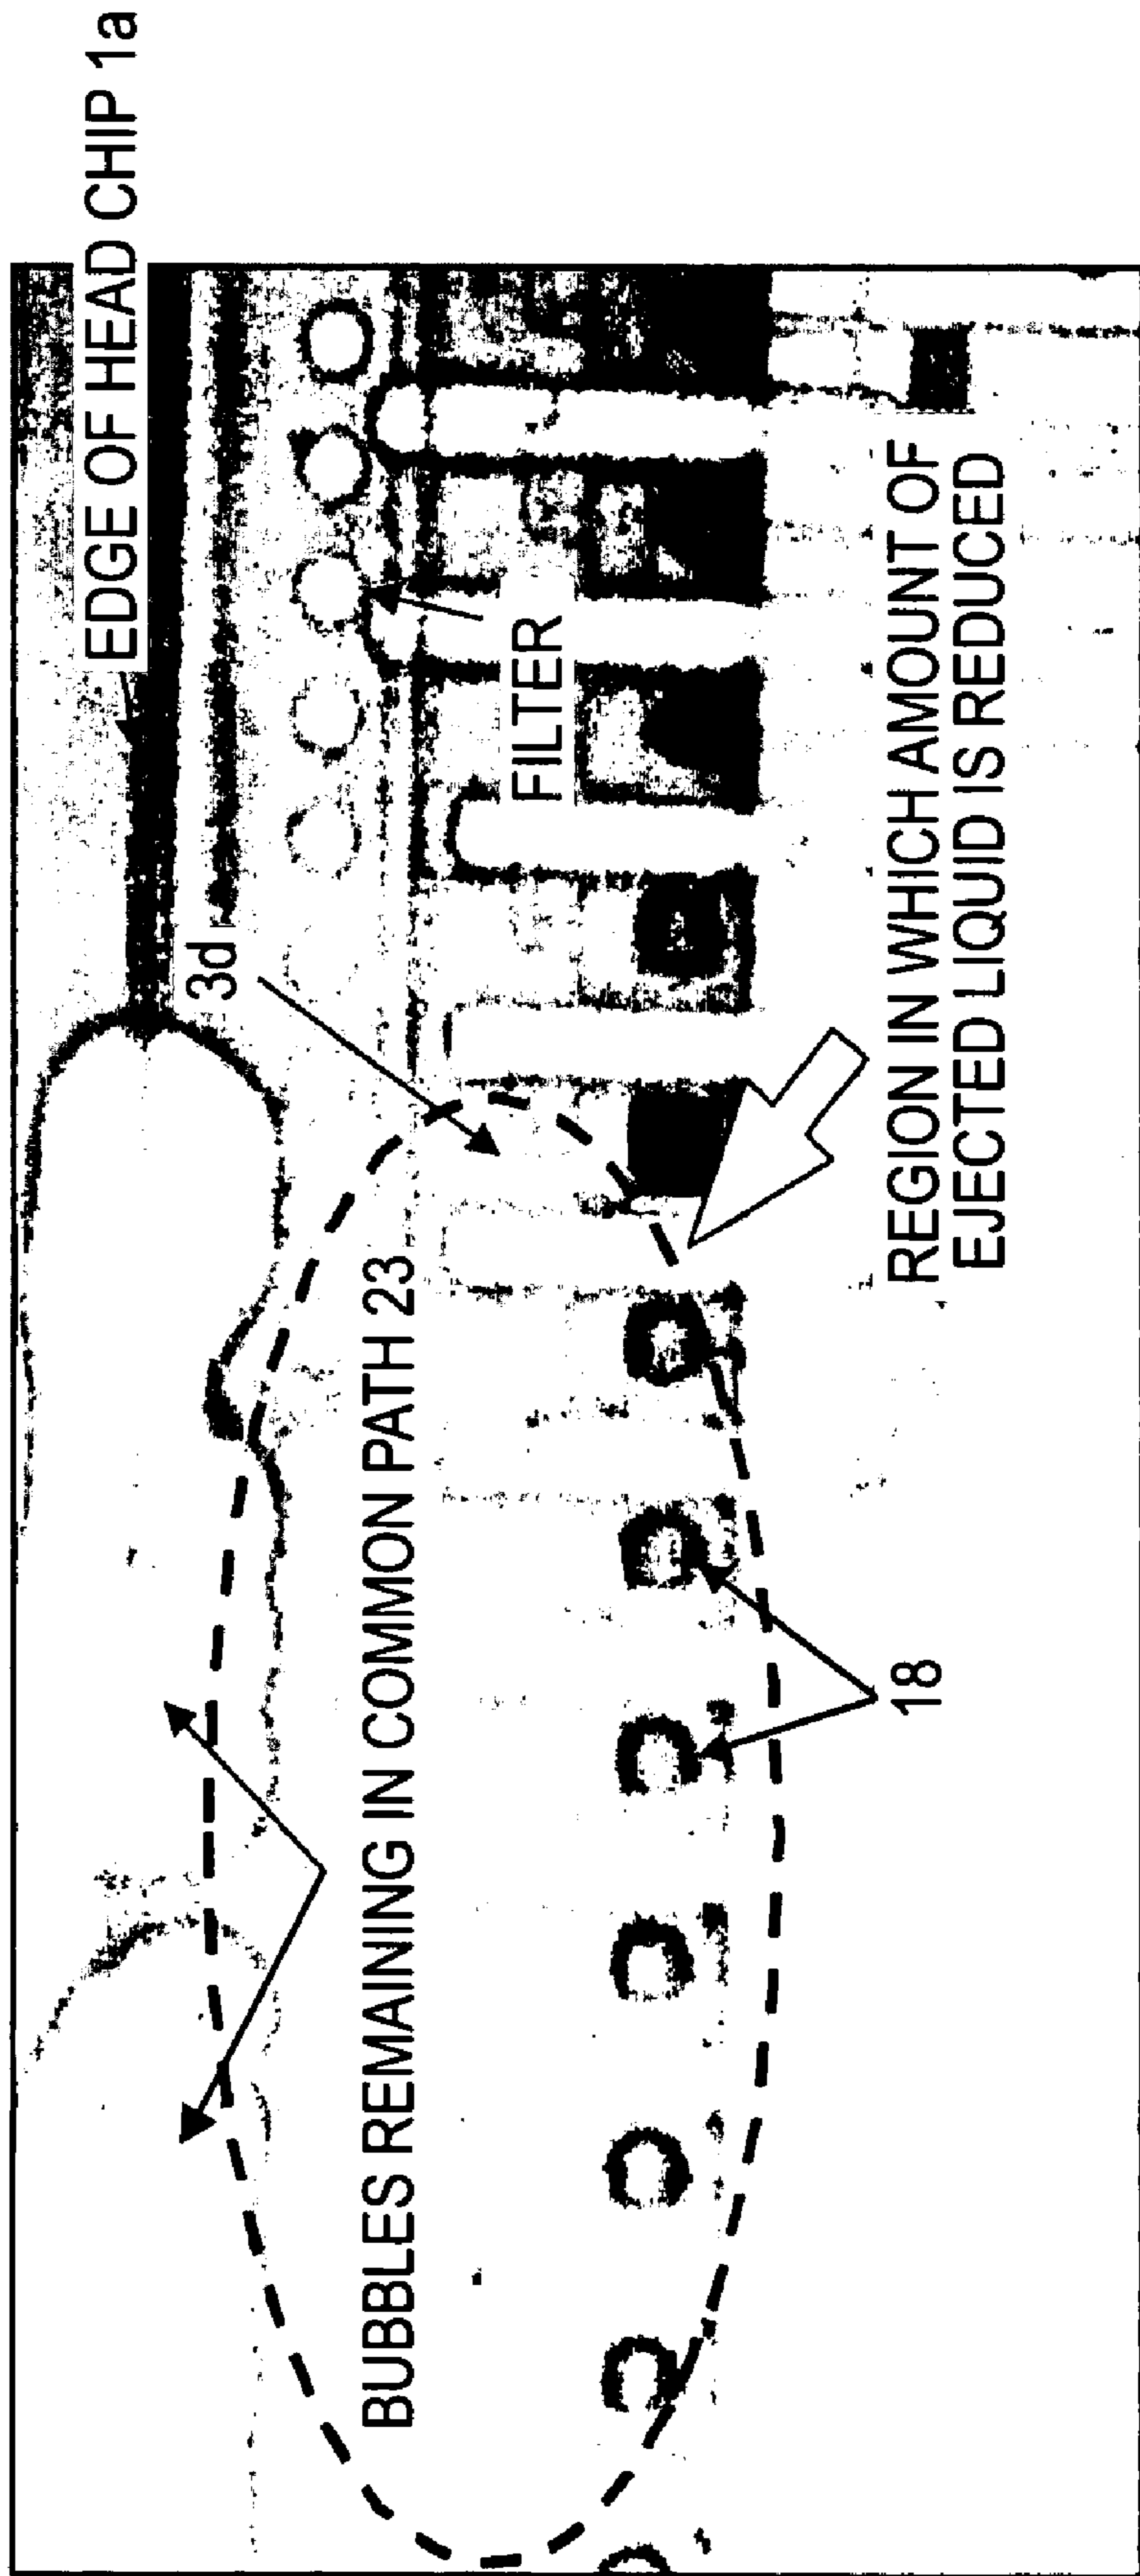 EDGE OF HEAD CHIP 1a
3d
BUBBLES REMAINING IN COMMON PATH 23
FILTER
18
REGION IN WHICH AMOUNT OF
EJECTED LIQUID IS REDUCED